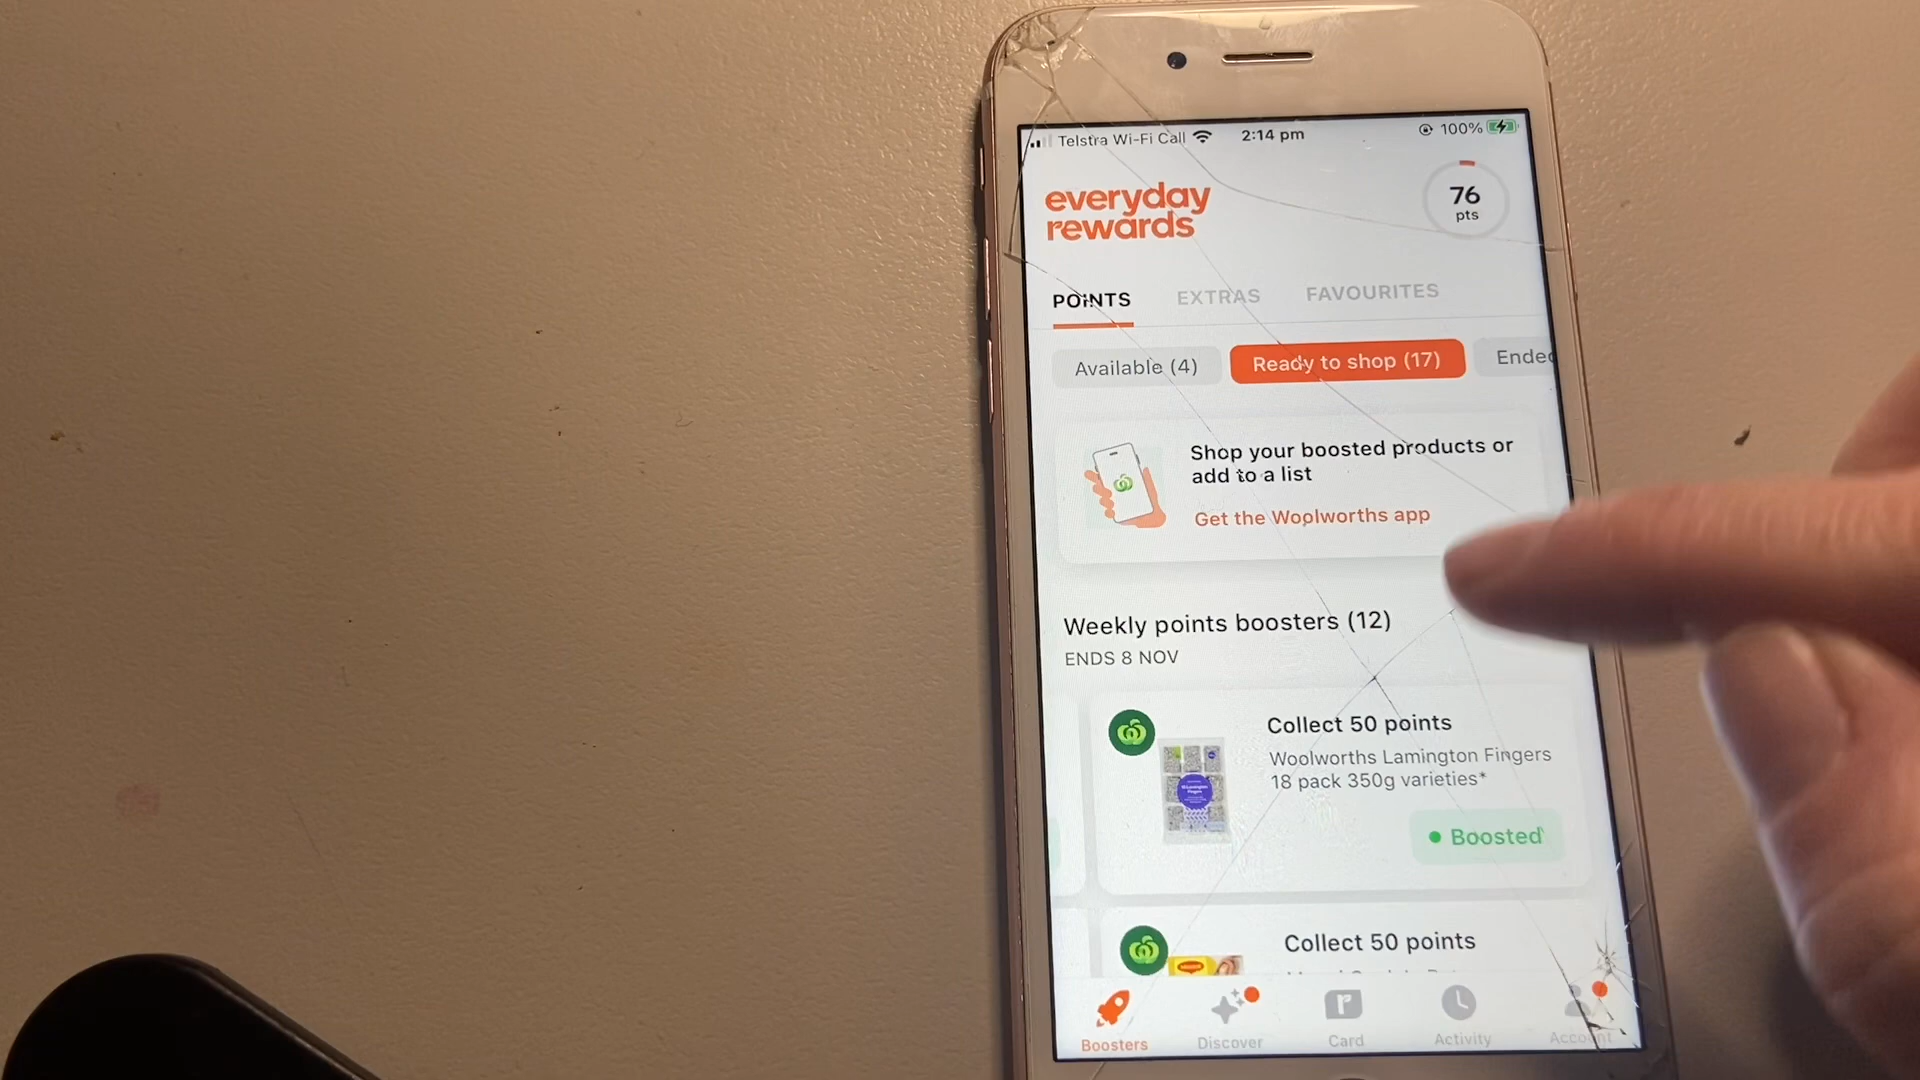 Telstra Wi-Fi Call 2:14 pm 100%
everyday
rewards
76
pts
POINTS EXTRAS FAVOURITES
Available (4) Ready to shop (17) Ended
Shop your boosted products or
add to a list
Get the Woolworths app
Weekly points boosters (12)
ENDS 8 NOV
Collect 50 points
Woolworths Lamington Fingers
18 pack 350g varieties*
Boosted
Collect 50 points
Boosters Discover Card Activity Account